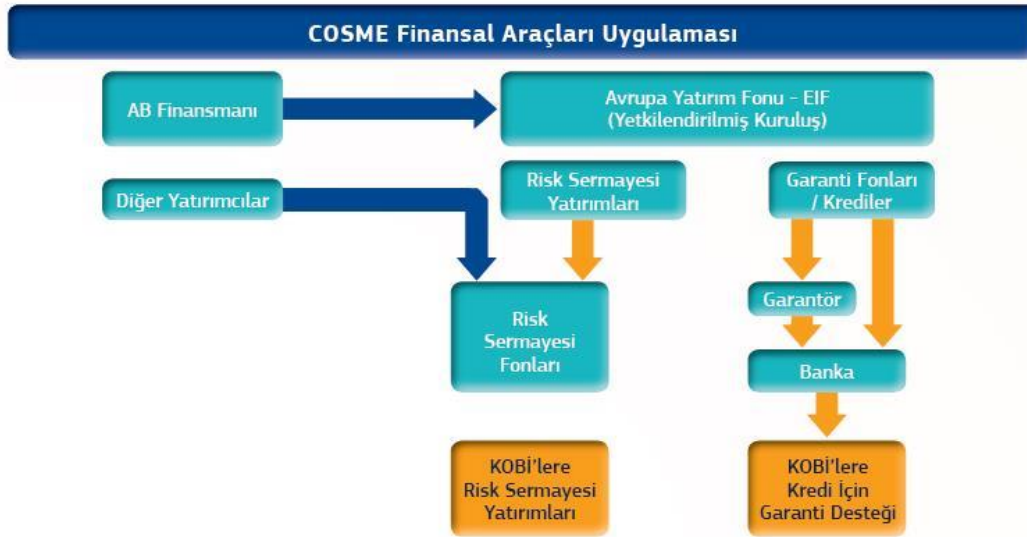 COSME Finansal Araçları Uygulaması
AB Finansmanı
Avrupa Yatırım Fonu - EIF
(Yetkilendirilmiş Kuruluş)
Diğer Yatırımcılar
Risk Sermayesi
Yatırımları
Garanti Fonları
/ Krediler
Risk
Sermayesi
Fonları
Garantör
Banka
KOBİ'lere
Risk Sermayesi
Yatırımları
KOBİ'lere
Kredi İçin
Garanti Desteği